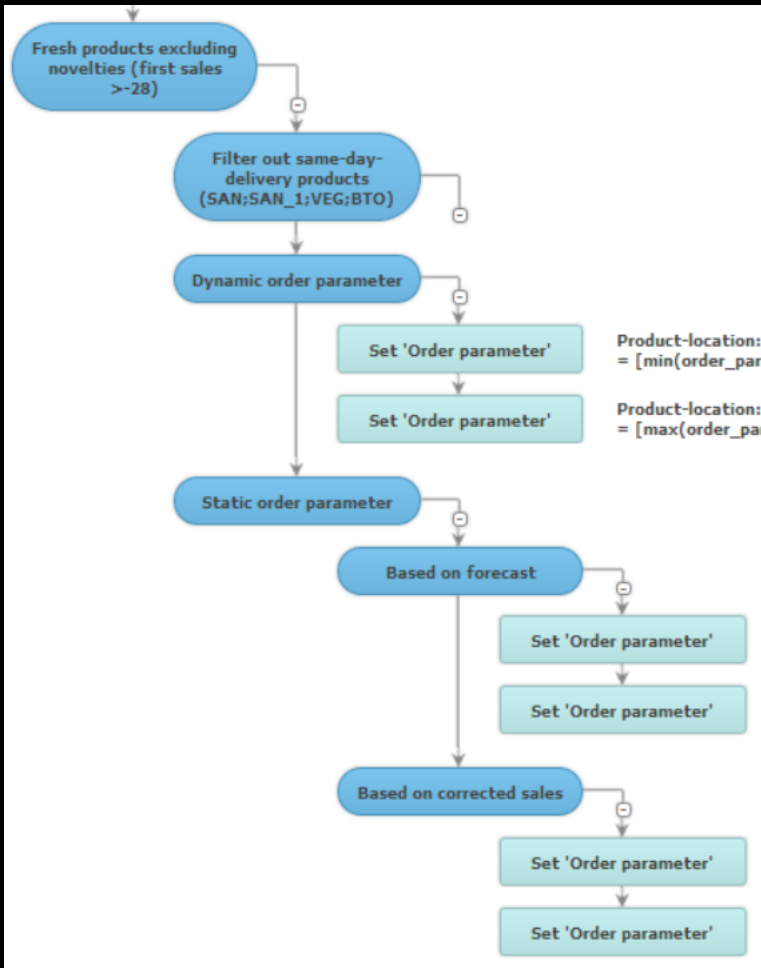 Fresh products excluding
novelties (first sales
>-28)
Filter out same-day-
delivery products
(SAN;SAN_1;VEG;BTO)
Dynamic order parameter
Set 'Order parameter'
Product-location:
= [min(order_par
Set 'Order parameter'
Product-location:
= [max(order_par
Static order parameter
Based on forecast
Set 'Order parameter'
Set 'Order parameter'
Based on corrected sales
Set 'Order parameter'
Set 'Order parameter'